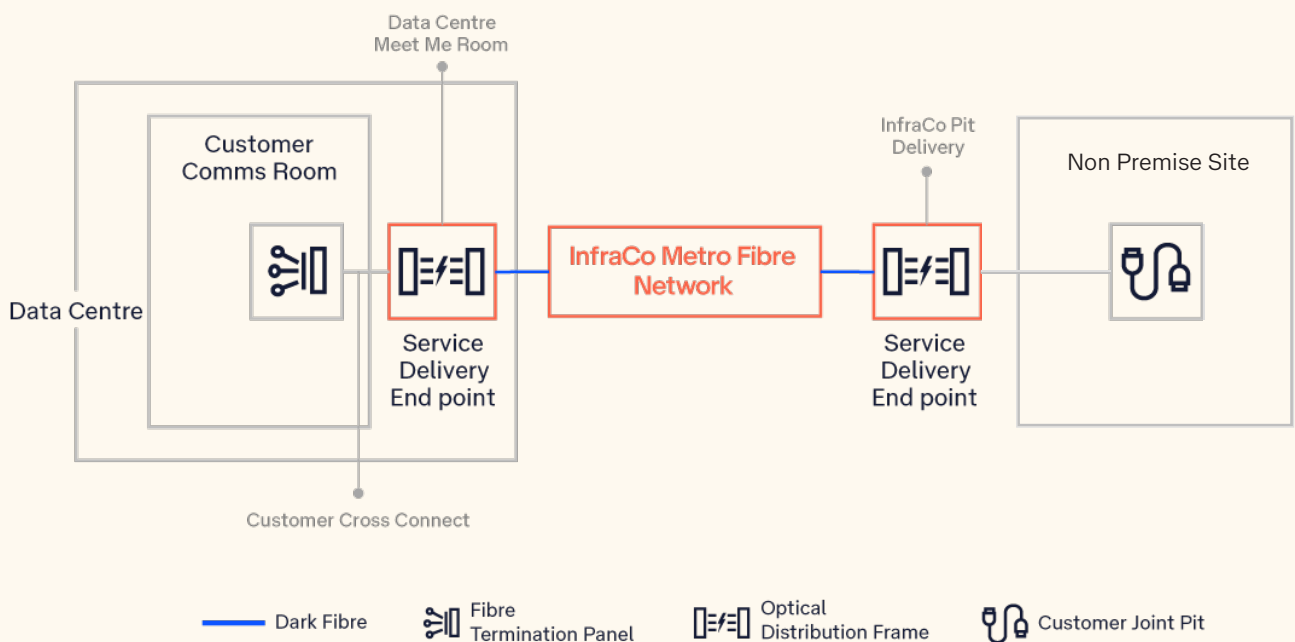 Data Centre
Meet Me Room
Customer
Comms Room
InfraCo Pit
Delivery
Non Premise Site
InfraCo Metro Fibre
Network
Data Centre
Service
Delivery
End point
Service
Delivery
End point
Customer Cross Connect
Dark Fibre
Fibre
Termination Panel
Optical
Distribution Frame
Customer Joint Pit